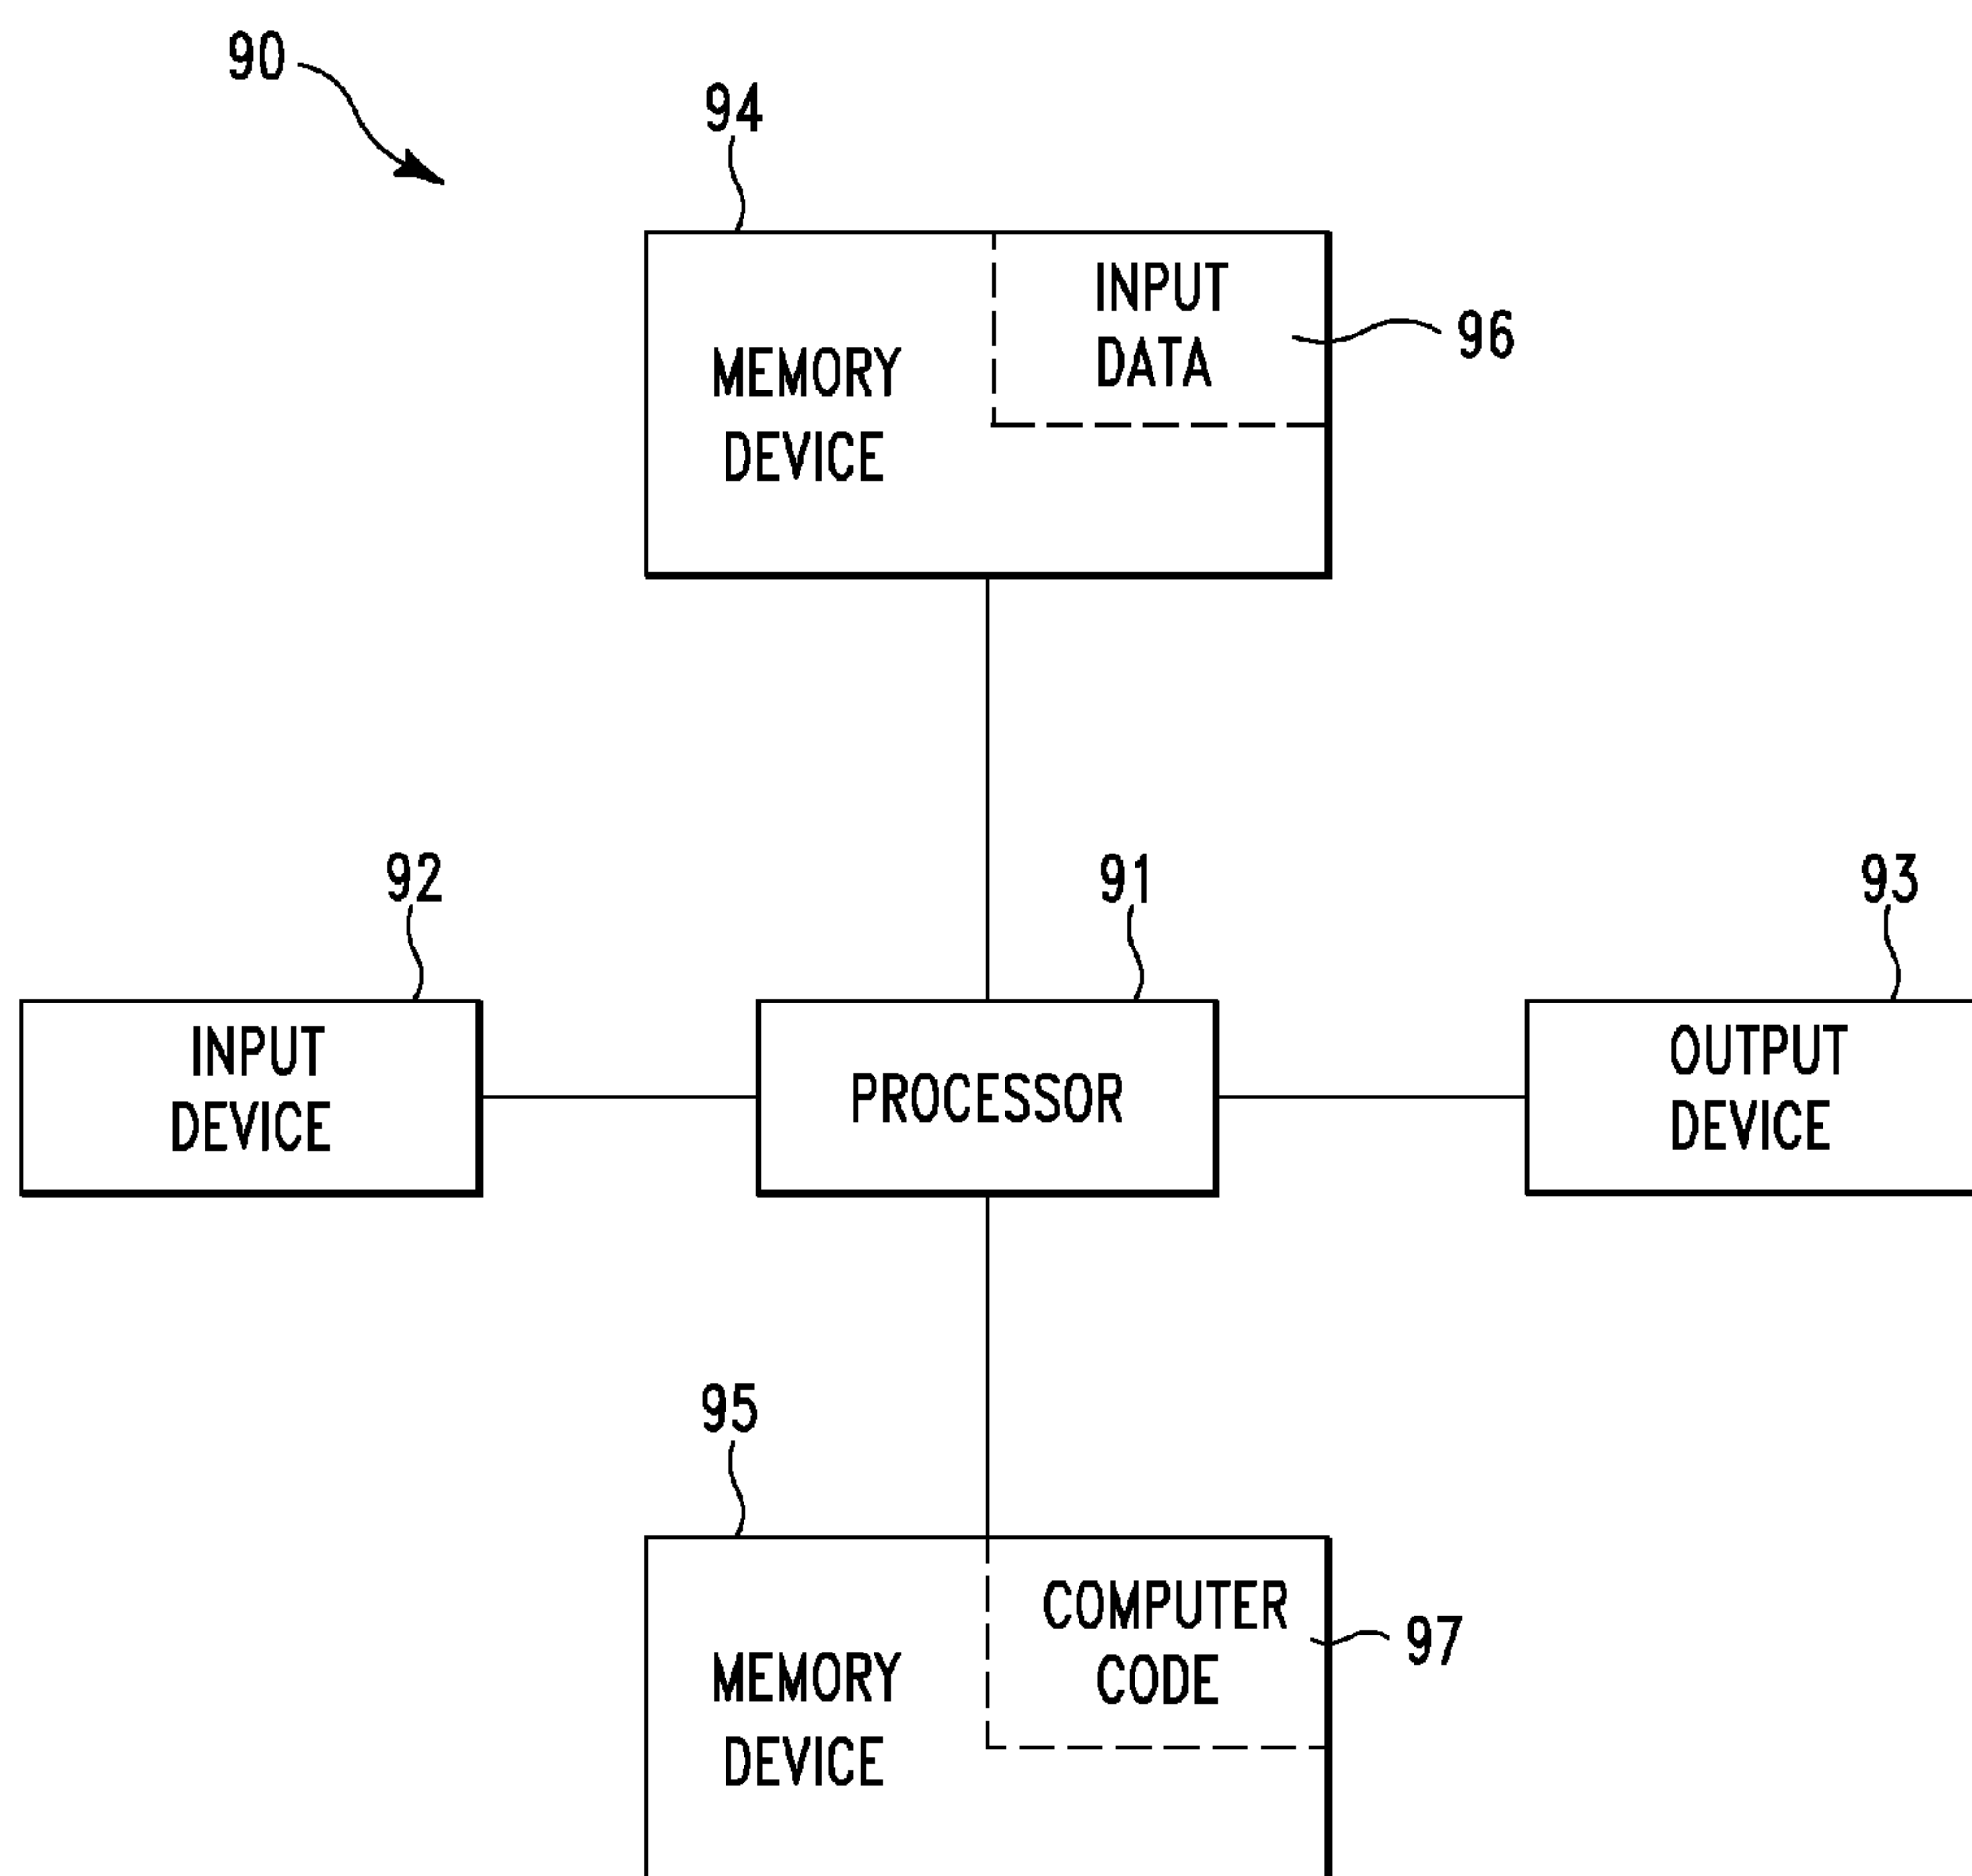 90
94
INPUT
DATA
96
MEMORY
DEVICE
92
91
93
INPUT
DEVICE
PROCESSOR
OUTPUT
DEVICE
95
COMPUTER
CODE
97
MEMORY
DEVICE